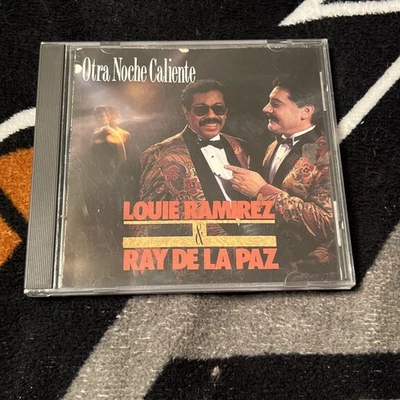 Otra Noche Caliente
LOUIE RAMIREZ
&
RAY DE LA PAZ